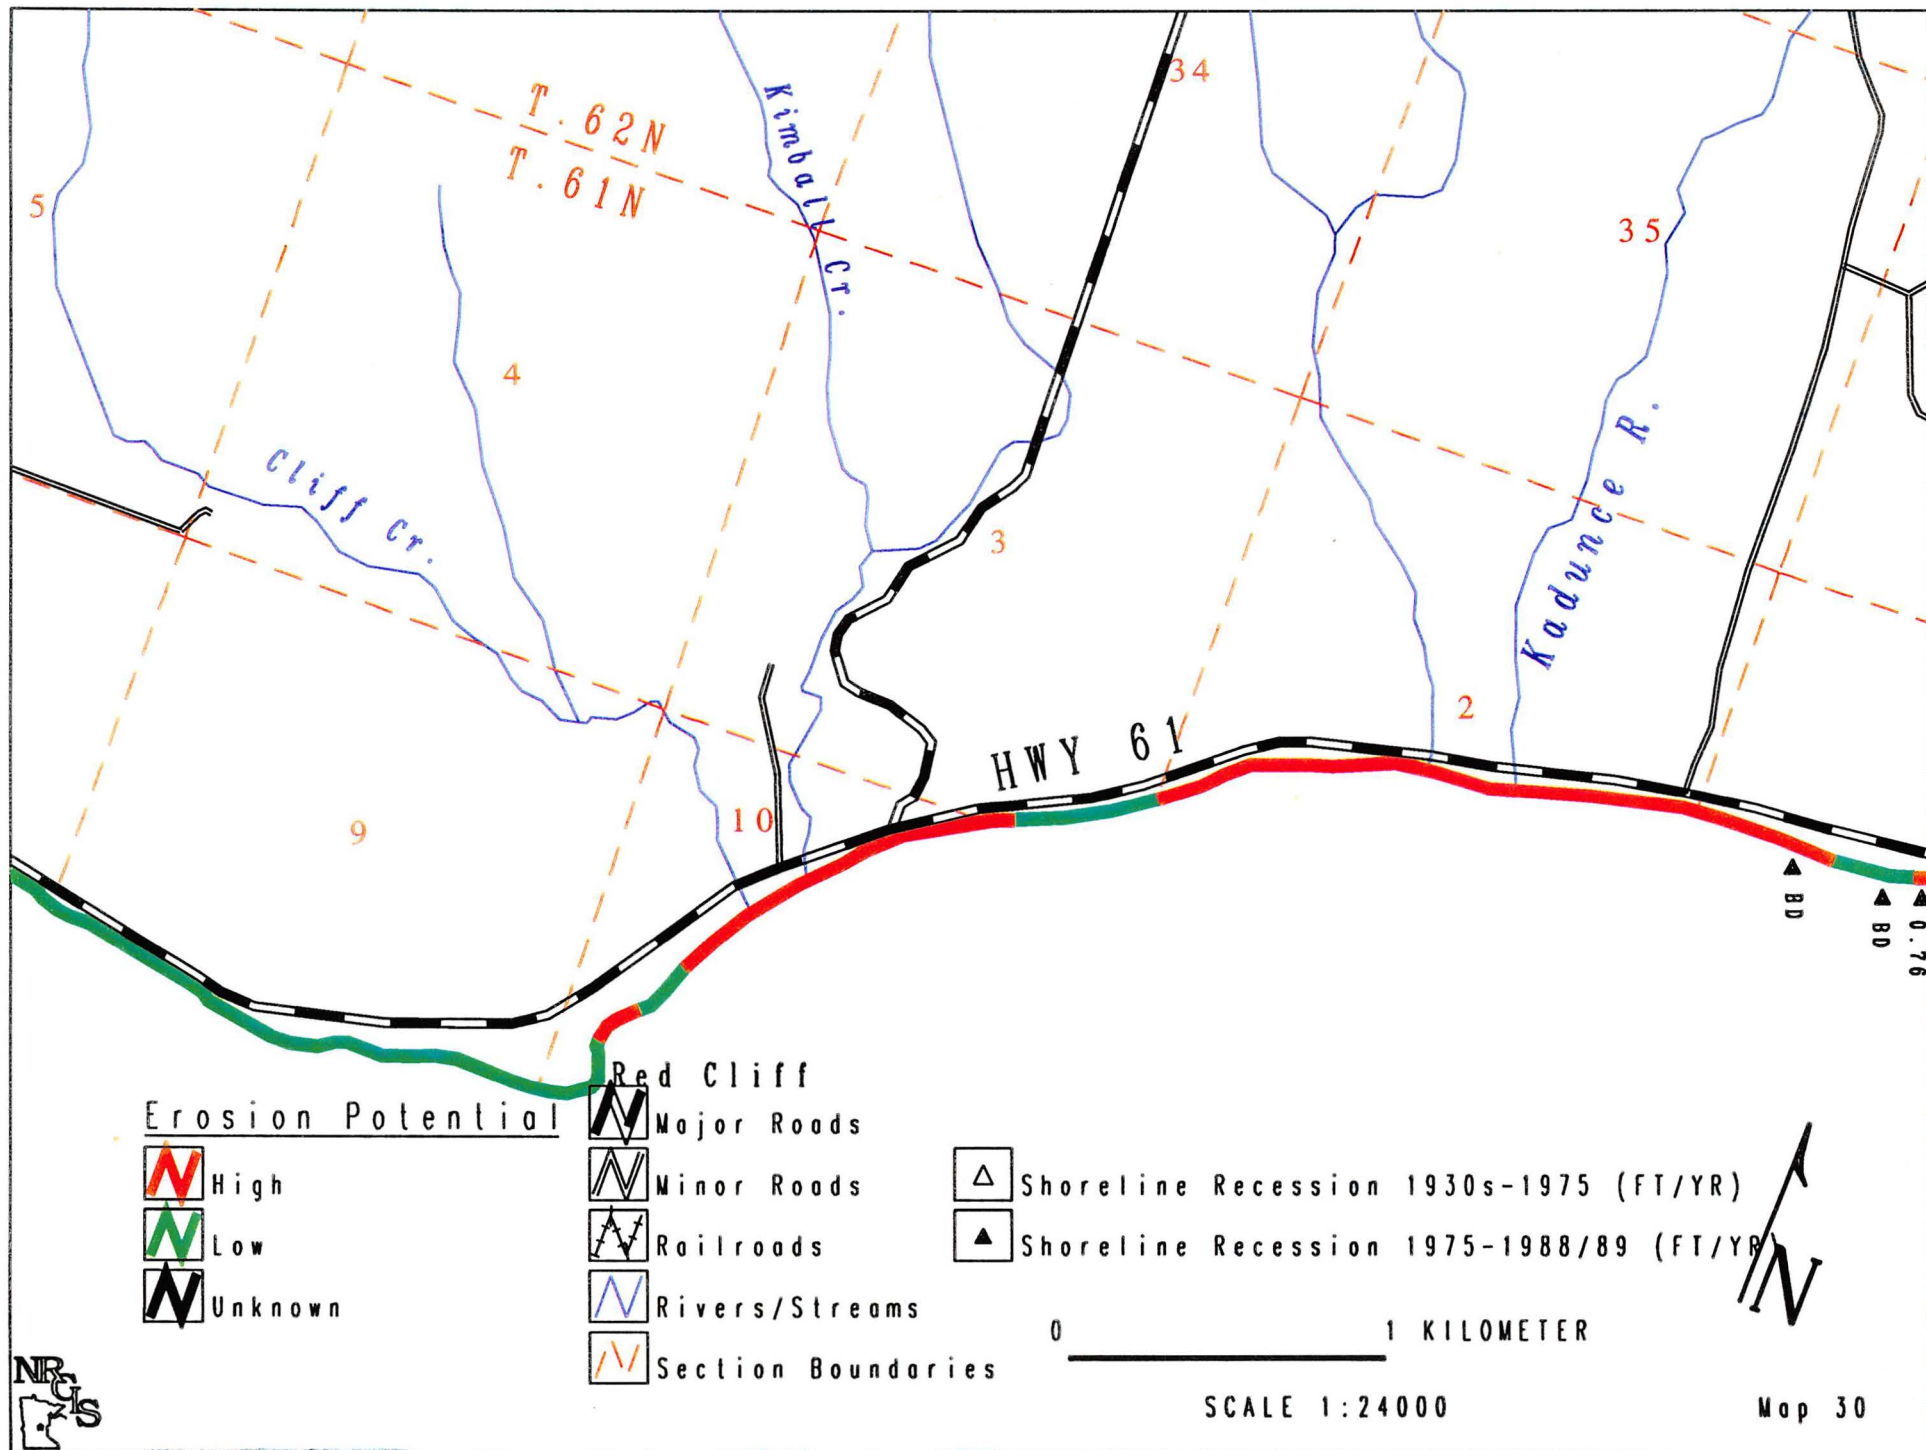 34
T.62N
T.61N
Kimball Cr.
5
35
4
Cliff Cr.
Kadunce R.
3
2
HWY 61
10
9
BD
BD
0.76
Red Cliff
Erosion Potential
High
Low
Unknown
Major Roads
Minor Roads
Railroads
Rivers/Streams
Section Boundaries
Shoreline Recession 1930s-1975 (FT/YR)
Shoreline Recession 1975-1988/89 (FT/YR)
N
0 1 KILOMETER
SCALE 1:24000
Map 30
NRGIS